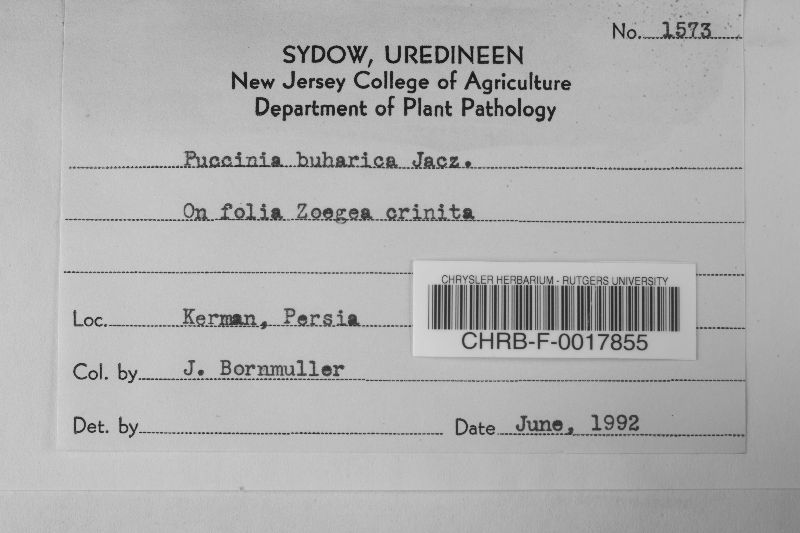 No. 1573
SYDOW, UREDINEEN
New Jersey College of Agriculture
Department of Plant Pathology
Puccinia buharica Jacz.
On folia Zoegea crinita
CHRYSLER HERBARIUM - RUTGERS UNIVERSITY
CHRB-F-0017855
Loc. Kerman, Persia
Col. by J. Bornmuller
Det. by
Date June, 1992